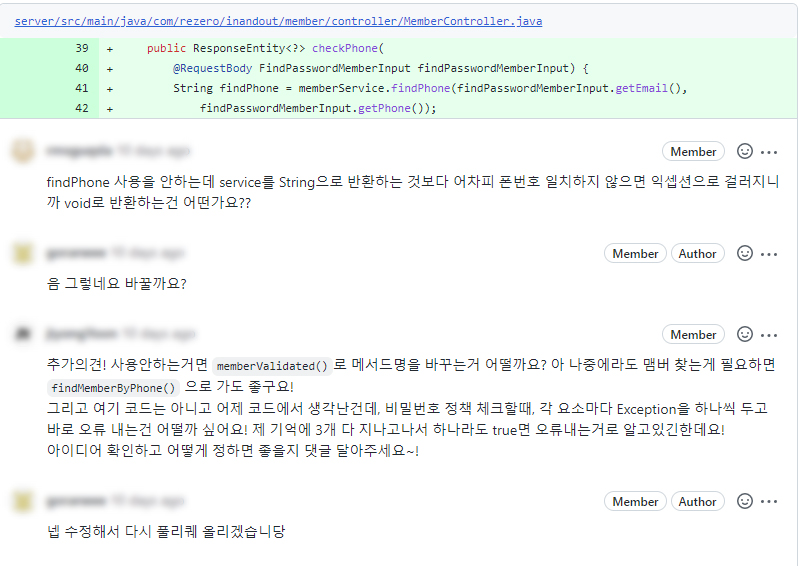 server/src/main/java/com/rezero/inandout/member/controller/MemberController.java
39 + public ResponseEntity<?> checkPhone(
40 + @RequestBody FindPasswordMemberInput findPasswordMemberInput) {
41 + String findPhone = memberService.findPhone(findPasswordMemberInput.getEmail(),
42 + findPasswordMemberInput.getPhone());
10 days ago Member
findPhone 사용을 안하는데 service를 String으로 반환하는 것보다 어차피 폰번호 일치하지 않으면 익셉션으로 걸러지니
까 void로 반환하는건 어떤가요??
10 days ago Member Author
음 그렇네요 바꿀까요?
10 days ago Member
추가의견! 사용안하는거면 memberValidated() 로 메서드명을 바꾸는거 어떨까요? 아 나중에라도 맴버 찾는게 필요하면
findMemberByPhone() 으로 가도 좋구요!
그리고 여기 코드는 아니고 어제 코드에서 생각난건데, 비밀번호 정책 체크할때, 각 요소마다 Exception을 하나씩 두고
바로 오류 내는건 어떨까 싶어요! 제 기억에 3개 다 지나고나서 하나라도 true면 오류내는거로 알고있긴한데요!
아이디어 확인하고 어떻게 정하면 좋을지 댓글 달아주세요~!
10 days ago Member Author
넵 수정해서 다시 풀리퀘 올리겠습니당